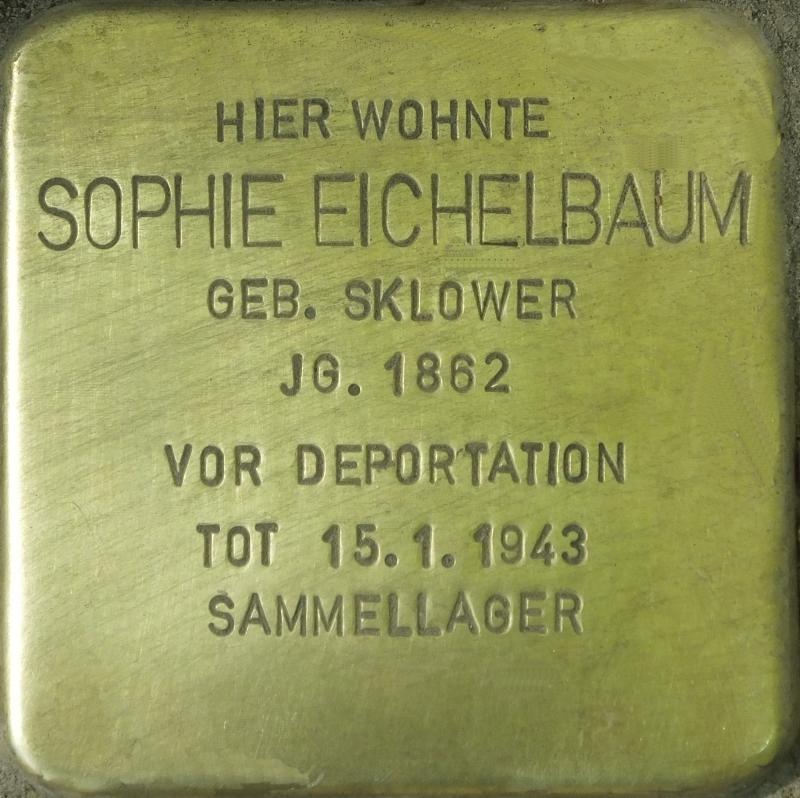 HIER WOHNTE
SOPHIE EICHELBAUM
GEB. SKLOWER
JG. 1862
VOR DEPORTATION
TOT 15.1.1943
SAMMELLAGER